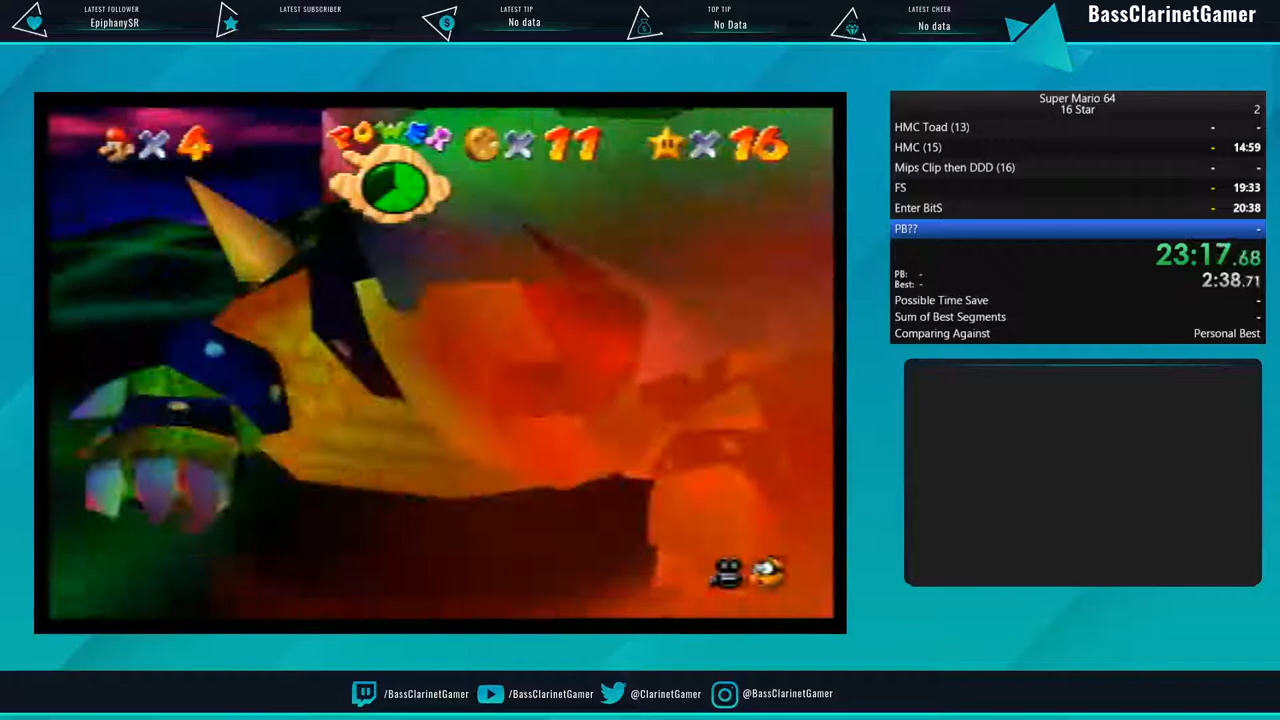 LATEST FOLLOWER
EpiphanySR
LATEST SUBSCRIBER
LATEST TIP
No data
TOP TIP
No Data
LATEST CHEER
No data
BassClarinetGamer
×4
POWER
×11
×16
Super Mario 64
16 Star
2
HMC Toad (13) - -
HMC (15) - 14:59
Mips Clip then DDD (16) - -
FS - 19:33
Enter BitS - 20:38
PB?? -
23:17.68
PB: -
Best: -
2:38.71
Possible Time Save -
Sum of Best Segments -
Comparing Against Personal Best
/BassClarinetGamer
/BassClarinetGamer
@ClarinetGamer
@BassClarinetGamer